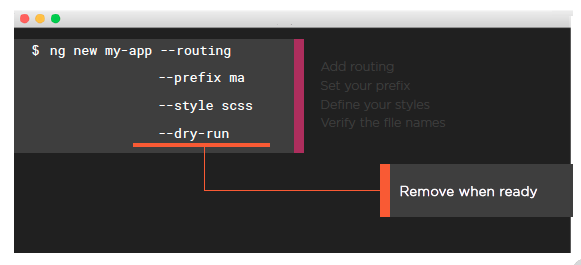 $ ng new my-app --routing
--prefix ma
--style scss
--dry-run
Add routing
Set your prefix
Define your styles
Verify the file names
Remove when ready